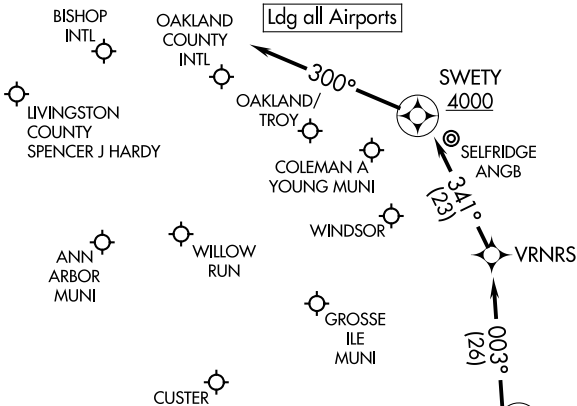 BISHOP
INTL
OAKLAND
COUNTY
INTL
Ldg all Airports
300°
SWETY
4000
LIVINGSTON
COUNTY
SPENCER J HARDY
OAKLAND/
TROY
COLEMAN A
YOUNG MUNI
SELFRIDGE
ANGB
341°
(23)
WINDSOR
VRNRS
ANN
ARBOR
MUNI
WILLOW
RUN
GROSSE
ILE
MUNI
003°
(26)
CUSTER